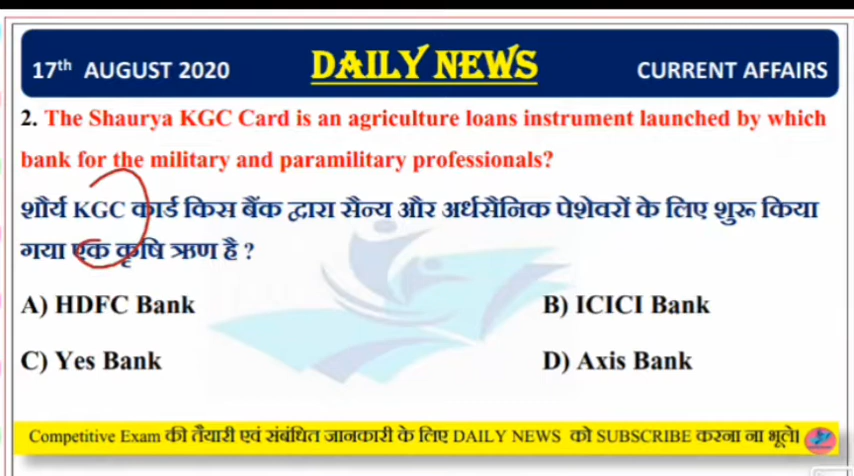 17th AUGUST 2020 DAILY NEWS CURRENT AFFAIRS
2. The Shaurya KGC Card is an agriculture loans instrument launched by which
bank for the military and paramilitary professionals?
शौर्य KGC कार्ड किस बैंक द्वारा सैन्य और अर्धसैनिक पेशेवरों के लिए शुरू किया
गया एक कृषि ऋण है ?
A) HDFC Bank B) ICICI Bank
C) Yes Bank D) Axis Bank
Competitive Exam की तैयारी एवं संबंधित जानकारी के लिए DAILY NEWS को SUBSCRIBE करना ना भूले।